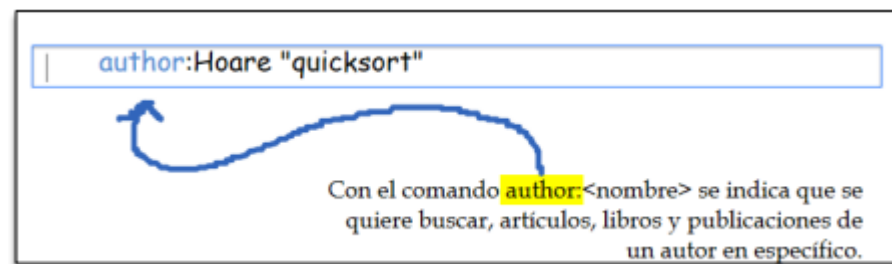 author:Hoare "quicksort"
Con el comando author:<nombre> se indica que se
quiere buscar, artículos, libros y publicaciones de
un autor en específico.